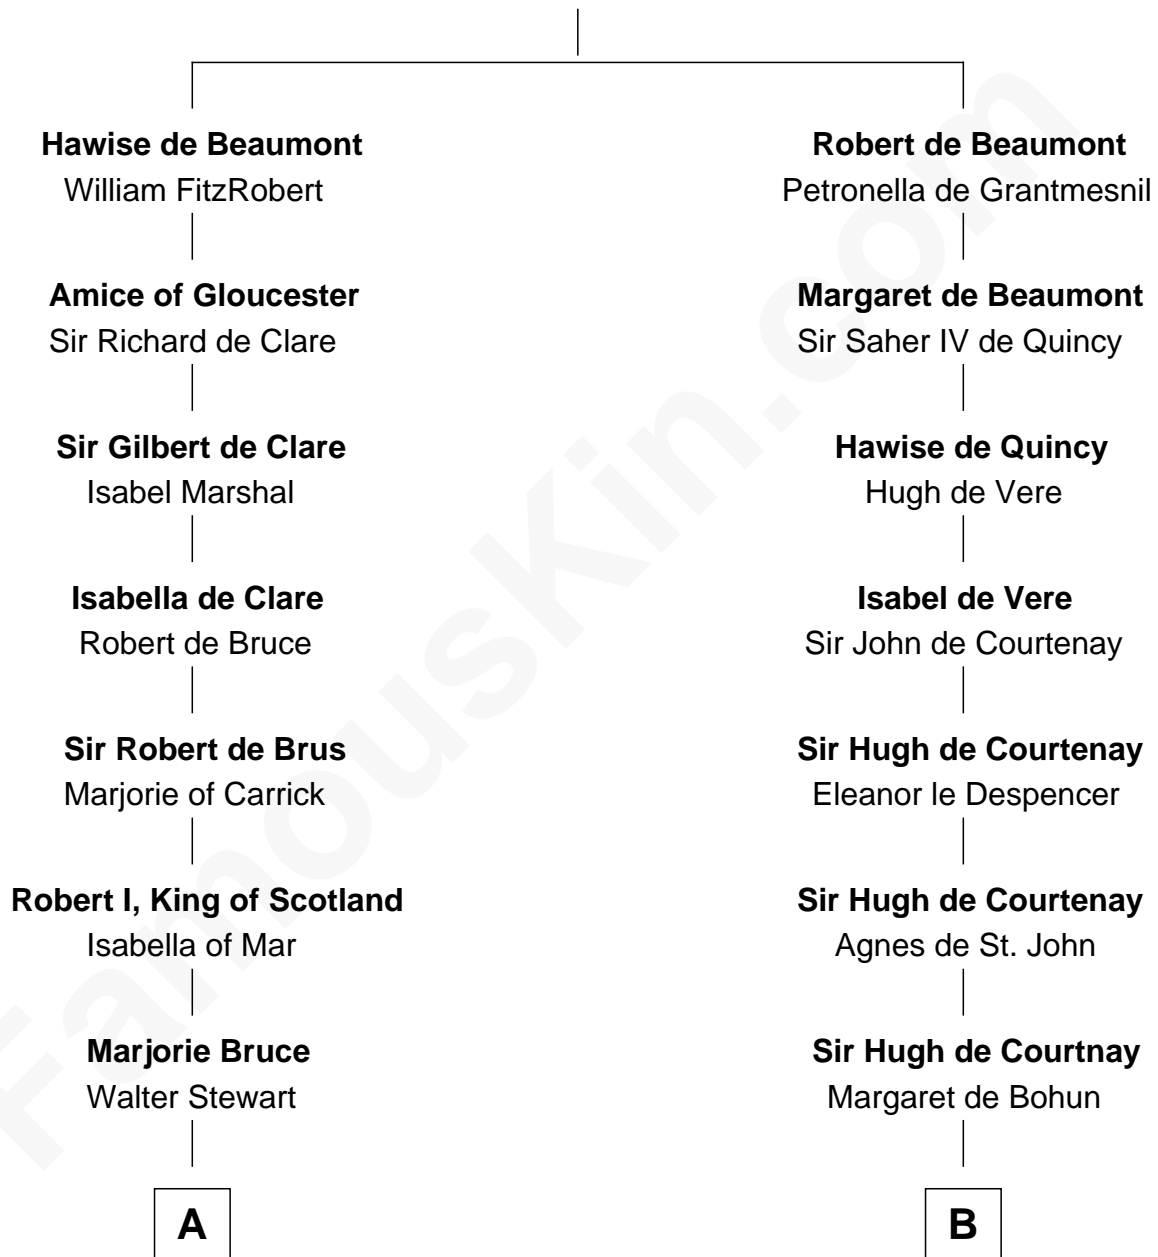 Hawise de Beaumont
William FitzRobert
Robert de Beaumont
Petronella de Grantmesnil
Amice of Gloucester
Sir Richard de Clare
Margaret de Beaumont
Sir Saher IV de Quincy
Sir Gilbert de Clare
Isabel Marshal
Hawise de Quincy
Hugh de Vere
Isabella de Clare
Robert de Bruce
Isabel de Vere
Sir John de Courtenay
Sir Robert de Brus
Marjorie of Carrick
Sir Hugh de Courtenay
Eleanor le Despencer
Robert I, King of Scotland
Isabella of Mar
Sir Hugh de Courtenay
Agnes de St. John
Marjorie Bruce
Walter Stewart
Sir Hugh de Courtnay
Margaret de Bohun
A
B
FamousKin.com